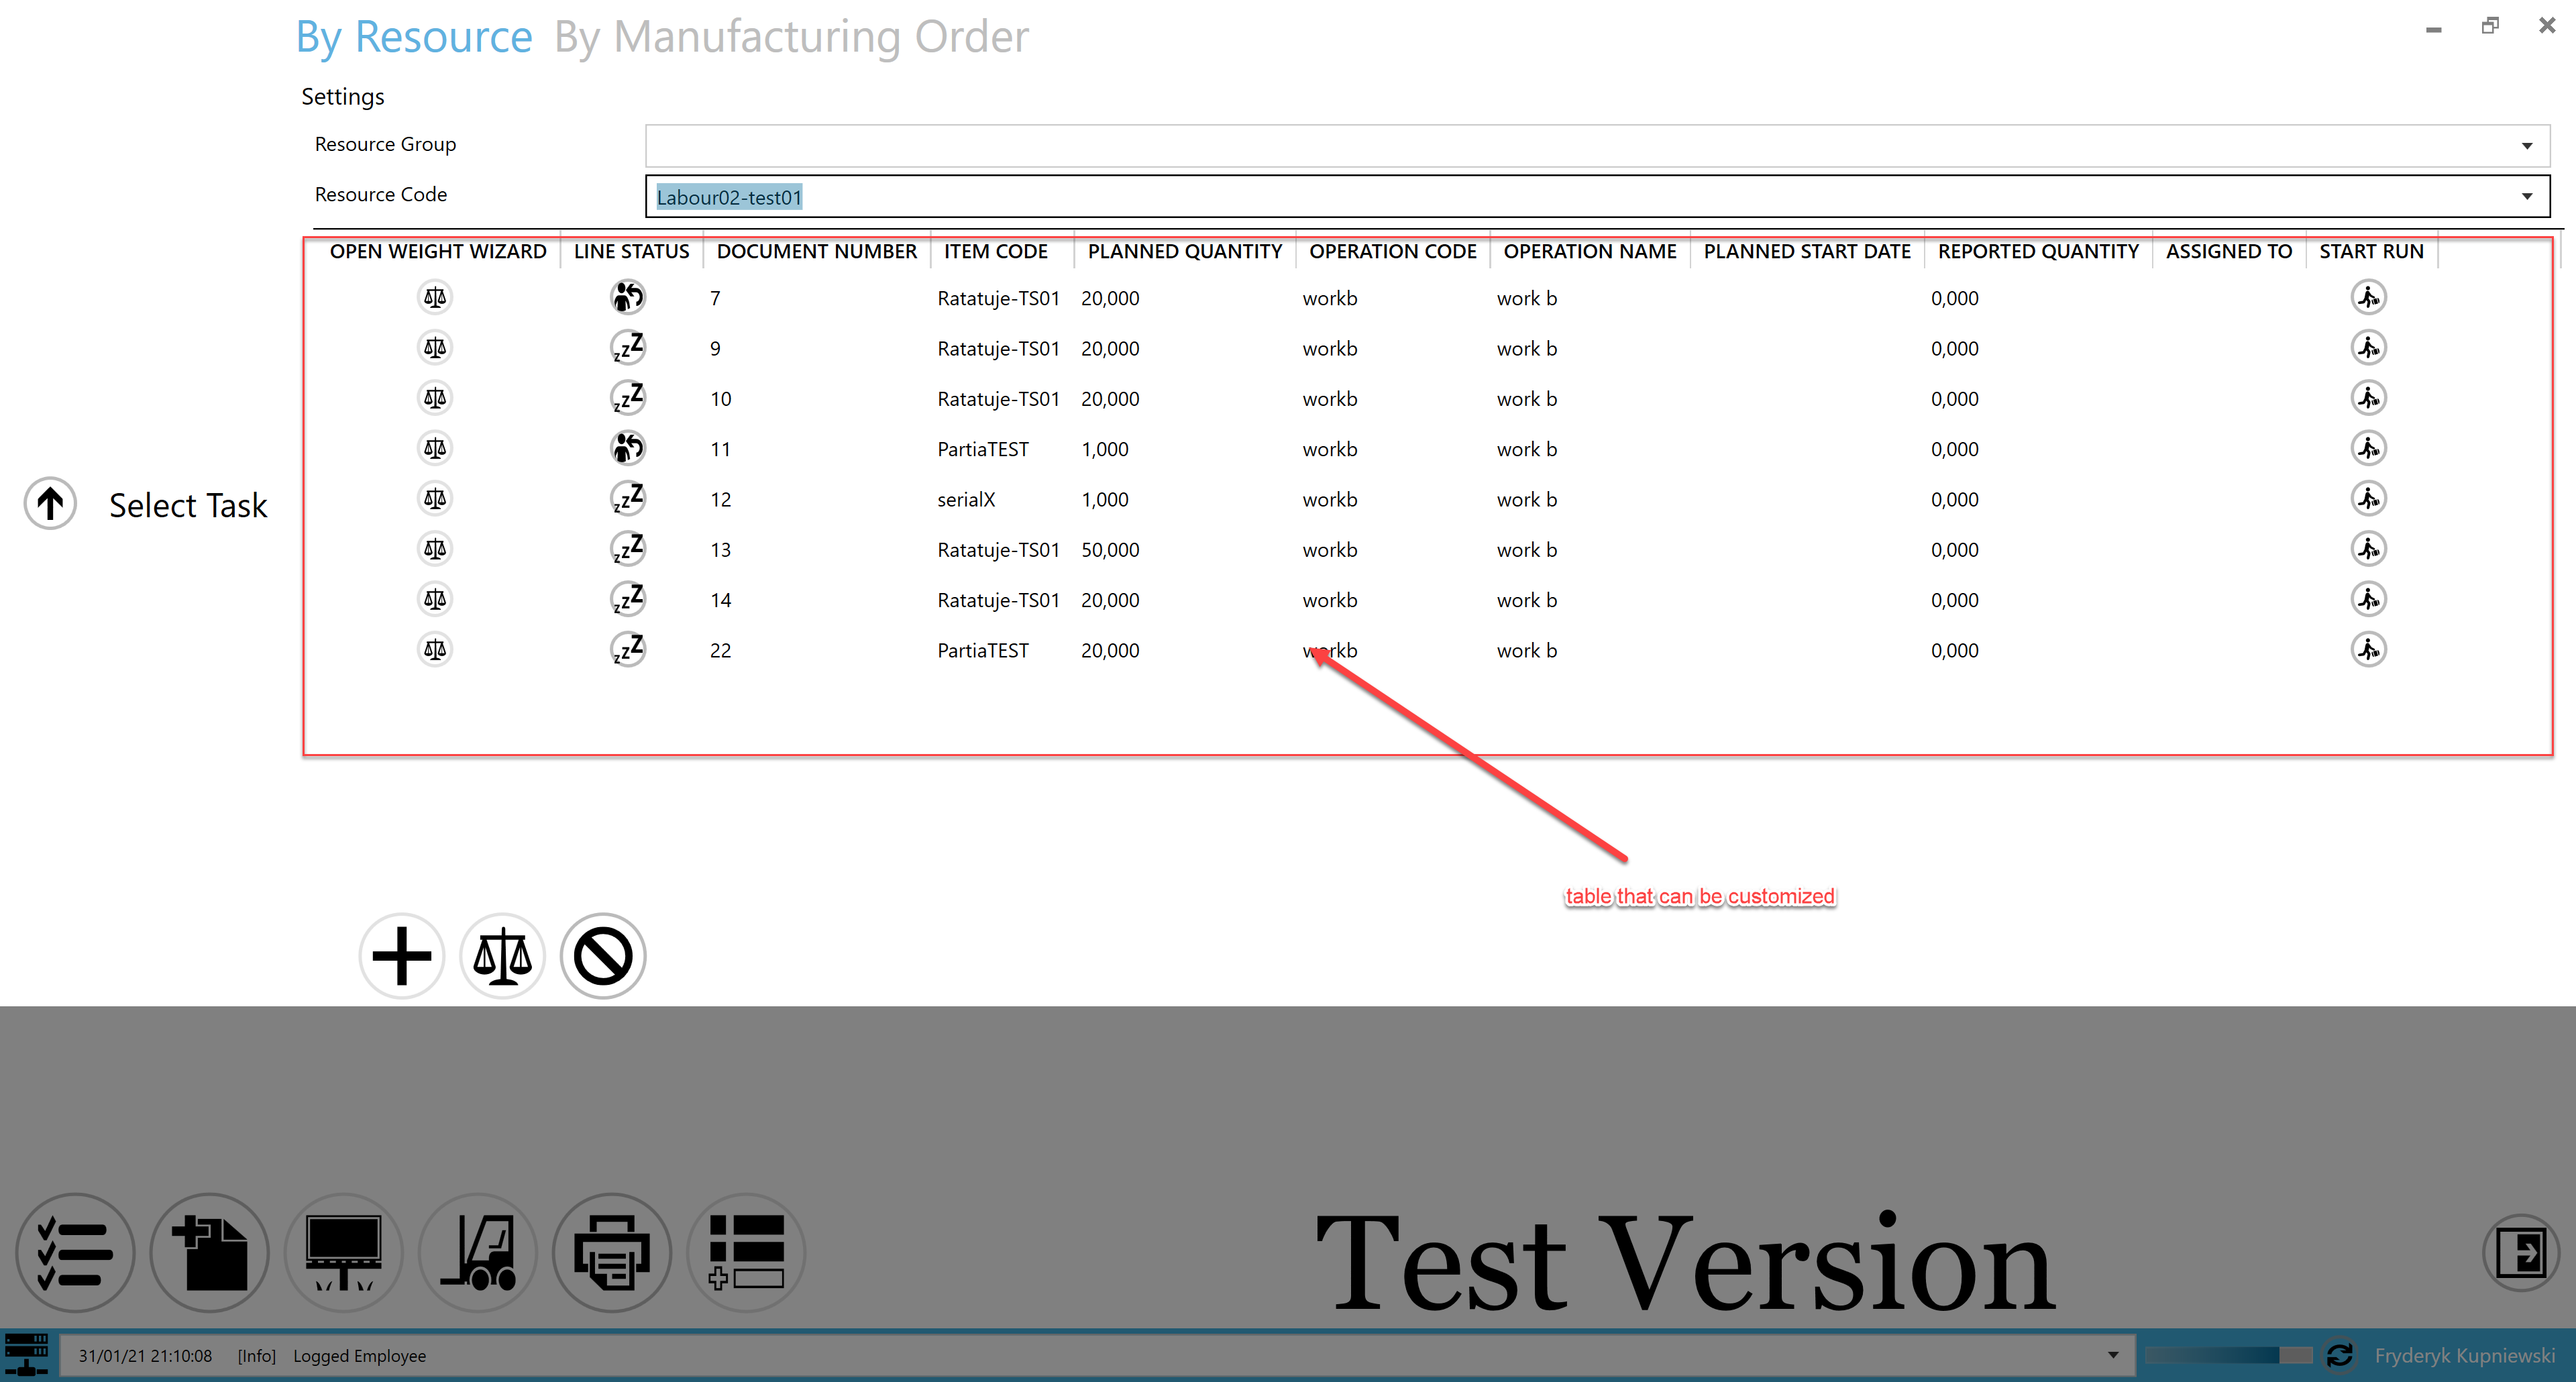 By Resource By Manufacturing Order
Settings
Resource Group
Resource Code Labour02-test01
OPEN WEIGHT WIZARD LINE STATUS DOCUMENT NUMBER ITEM CODE PLANNED QUANTITY OPERATION CODE OPERATION NAME PLANNED START DATE REPORTED QUANTITY ASSIGNED TO START RUN
7 Ratatuje-TS01 20,000 workb work b 0,000
zzZ 9 Ratatuje-TS01 20,000 workb work b 0,000
zzZ 10 Ratatuje-TS01 20,000 workb work b 0,000
11 PartiaTEST 1,000 workb work b 0,000
zzZ 12 serialX 1,000 workb work b 0,000
Select Task
zzZ 13 Ratatuje-TS01 50,000 workb work b 0,000
zzZ 14 Ratatuje-TS01 20,000 workb work b 0,000
zzZ 22 PartiaTEST 20,000 workb work b 0,000
table that can be customized
Test Version
31/01/21 21:10:08 [Info] Logged Employee Fryderyk Kupniewski